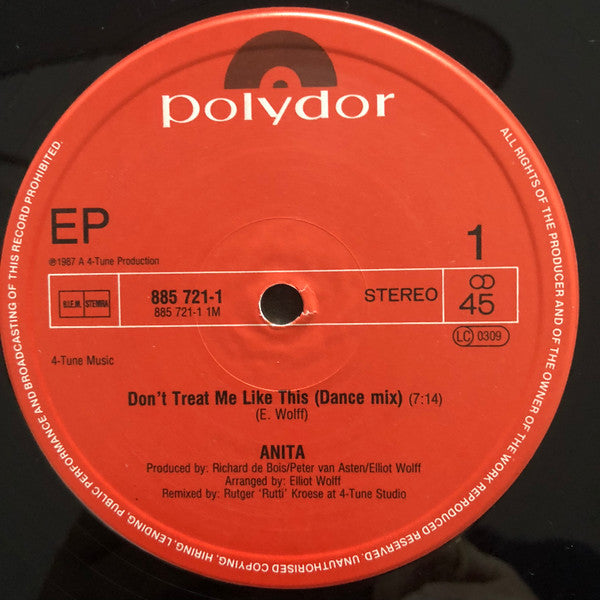 polydor
EP
1
℗1987 A 4-Tune Production
B.I.E.M. STEMRA
885 721-1
885 721-1 1M
STEREO
45
LC 0309
4-Tune Music
Don't Treat Me Like This (Dance mix) (7:14)
(E. Wolff)
ANITA
Produced by: Richard de Bois/Peter van Asten/Elliot Wolff
Arranged by: Elliot Wolff
Remixed by: Rutger 'Rutti' Kroese at 4-Tune Studio
ALL RIGHTS OF THE PRODUCER AND OF THE OWNER OF THE WORK REPRODUCED RESERVED. UNAUTHORISED COPYING, HIRING, LENDING, PUBLIC PERFORMANCE AND BROADCASTING OF THIS RECORD PROHIBITED.